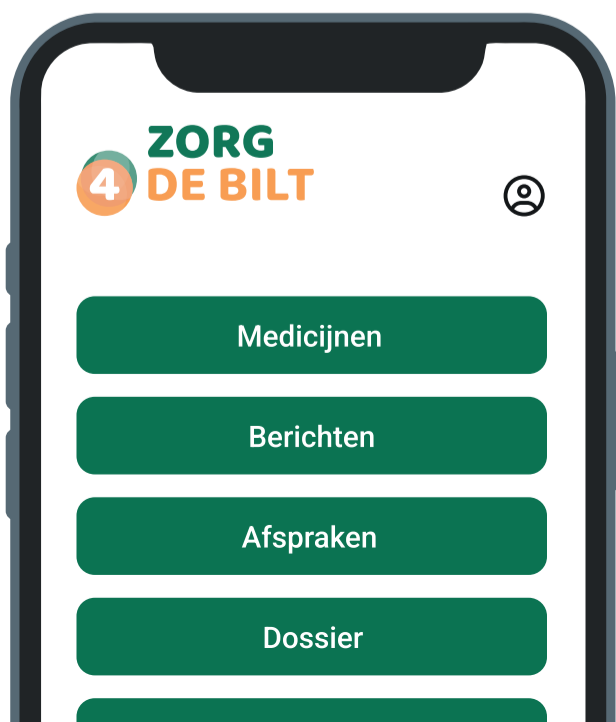 ZORG
4 DE BILT
Medicijnen
Berichten
Afspraken
Dossier